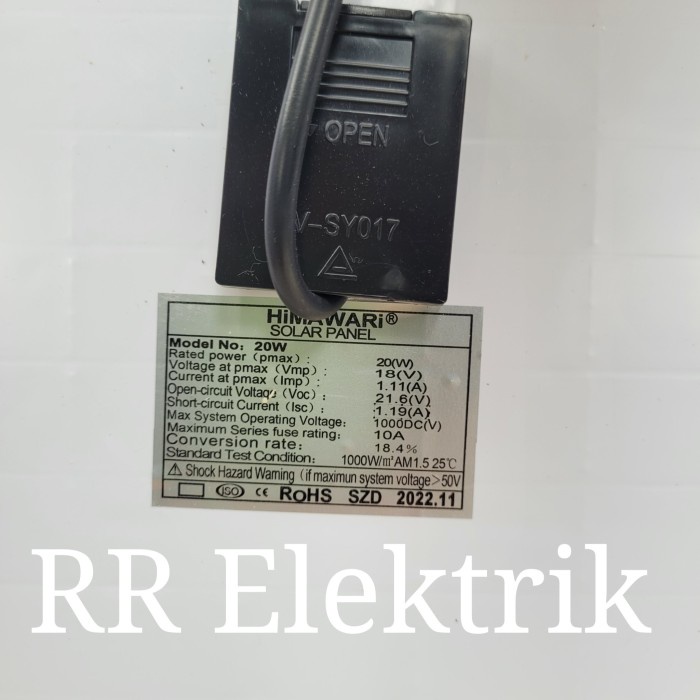 OPEN
V-SY017
HiMAWARi®
SOLAR PANEL
Model No: 20W
Rated power (pmax): 20(W)
Voltage at pmax (Vmp): 18(V)
Current at pmax (Imp): 1.11(A)
Open-circuit Voltage (Voc): 21.6(V)
Short-circuit Current (Isc): 1.19(A)
Max System Operating Voltage: 1000DC(V)
Maximum Series fuse rating: 10A
Conversion rate: 18.4%
Standard Test Condition: 1000W/m² AM1.5 25℃
⚠ Shock Hazard Warning (if maximun system voltage>50V
ISO CE RoHS SZD 2022.11
RR Elektrik